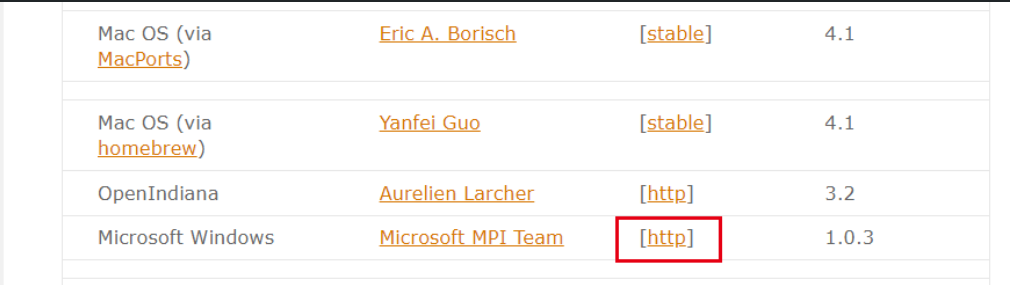 Mac OS (via Eric A. Borisch [stable] 4.1
MacPorts)
Mac OS (via Yanfei Guo [stable] 4.1
homebrew)
OpenIndiana Aurelien Larcher [http] 3.2
Microsoft Windows Microsoft MPI Team [http] 1.0.3